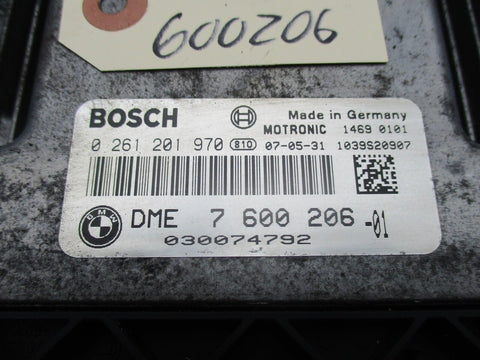 600206
BOSCH
Made in Germany
MOTRONIC 1469 0101
0 261 201 970 810 07-05-31 1039S20907
BMW
DME 7 600 206 -01
030074792